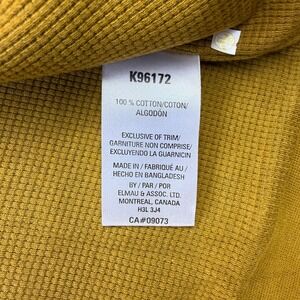 K96172
100 % COTTON/COTON/
ALGODÓN
EXCLUSIVE OF TRIM/
GARNITURE NON COMPRISE/
EXCLUYENDO LA GUARNICIN
MADE IN / FABRIQUÉ AU /
HECHO EN BANGLADESH
BY / PAR / POR
ELMAU & ASSOC. LTD.
MONTREAL, CANADA
H3L 3J4
CA#09073